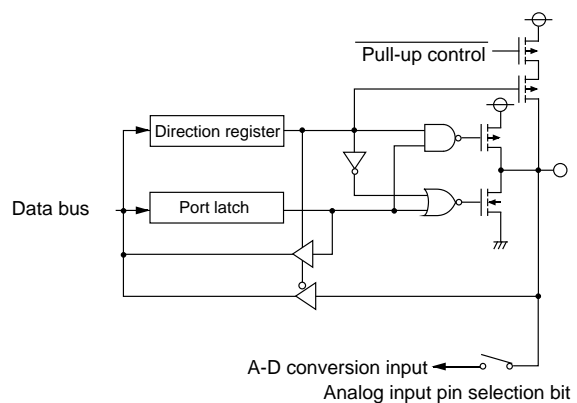 Pull-up control
Direction register
Data bus
Port latch
A-D conversion input
Analog input pin selection bit